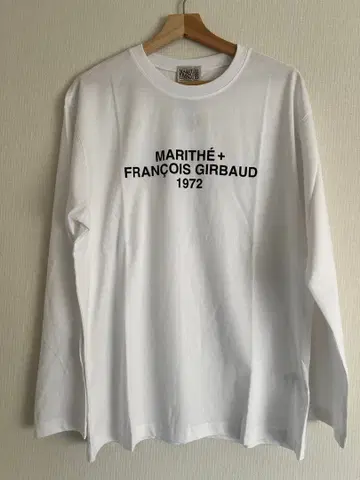 MARITHÉ +
FRANÇOIS GIRBAUD
1972